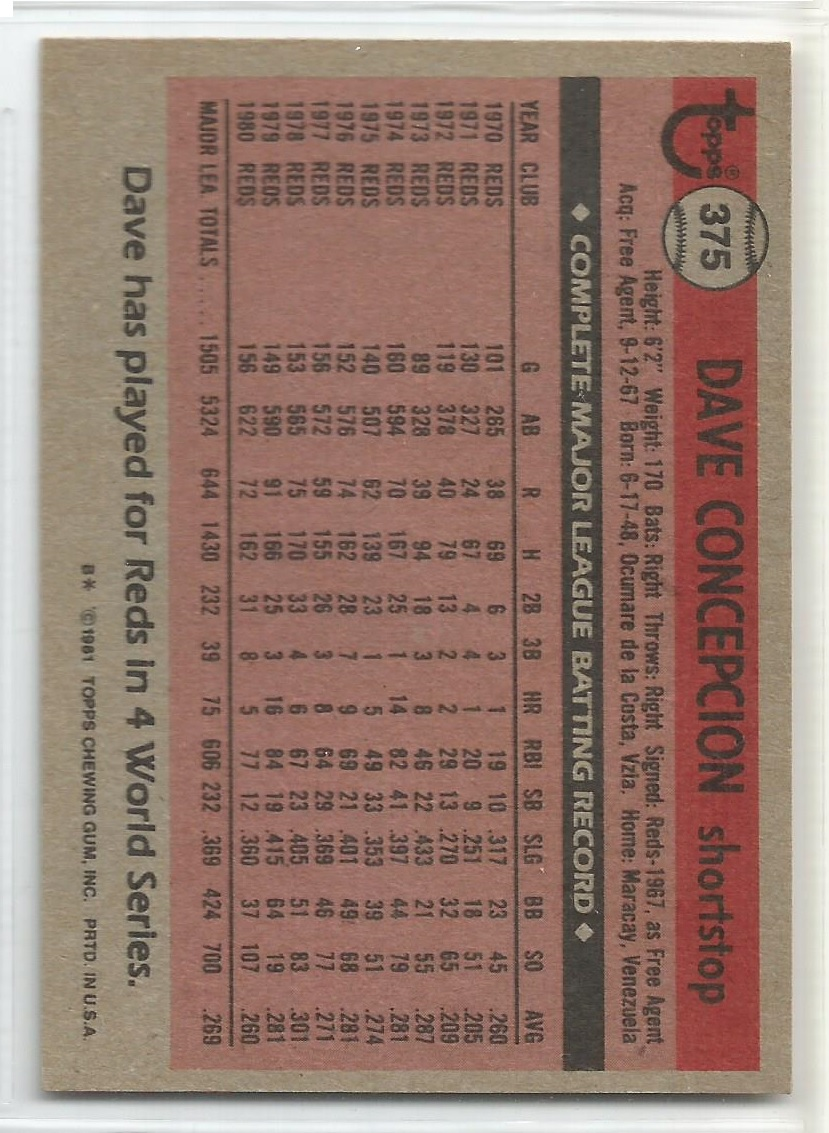 topps® 375 DAVE CONCEPCION shortstop
Height: 6'2" Weight: 170 Bats: Right Throws: Right Signed: Reds-1967, as Free Agent
Acq: Free Agent, 9-12-67 Born: 6-17-48, Ocumare de la Costa, Vzla. Home: Maracay, Venezuela
◆ COMPLETE MAJOR LEAGUE BATTING RECORD ◆
YEAR CLUB G AB R H 2B 3B HR RBI SB SLG BB SO AVG
1970 REDS 101 265 38 69 6 3 1 19 10 .317 23 45 .260
1971 REDS 130 327 24 67 4 4 1 20 9 .251 18 51 .205
1972 REDS 119 378 40 79 13 2 2 29 13 .270 32 65 .209
1973 REDS 89 328 39 94 18 3 8 46 22 .433 21 55 .287
1974 REDS 160 594 70 167 25 1 14 82 41 .397 44 79 .281
1975 REDS 140 507 62 139 23 1 5 49 33 .353 39 51 .274
1976 REDS 152 576 74 162 28 7 9 69 21 .401 49 68 .281
1977 REDS 156 572 59 155 26 3 8 64 29 .369 46 77 .271
1978 REDS 153 565 75 170 33 4 6 67 23 .405 51 83 .301
1979 REDS 149 590 91 166 25 3 16 84 19 .415 64 19 .281
1980 REDS 156 622 72 162 31 8 5 77 12 .360 37 107 .260
MAJOR LEA TOTALS ..... 1505 5324 644 1430 232 39 75 606 232 .369 424 700 .269
Dave has played for Reds in 4 World Series.
B* ©1981 TOPPS CHEWING GUM, INC. PRTD. IN U.S.A.